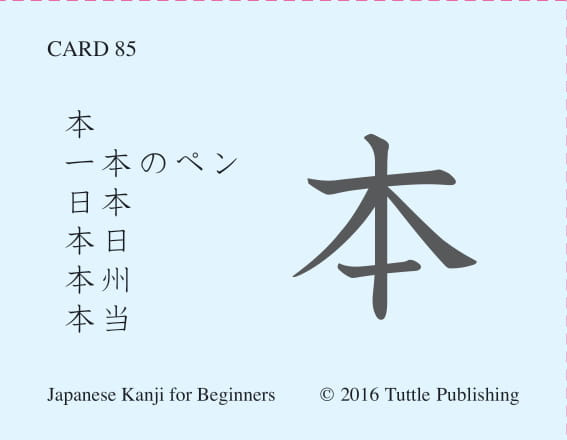 CARD 85
本
一本のペン
日本
本日
本州
本当
本
Japanese Kanji for Beginners
© 2016 Tuttle Publishing